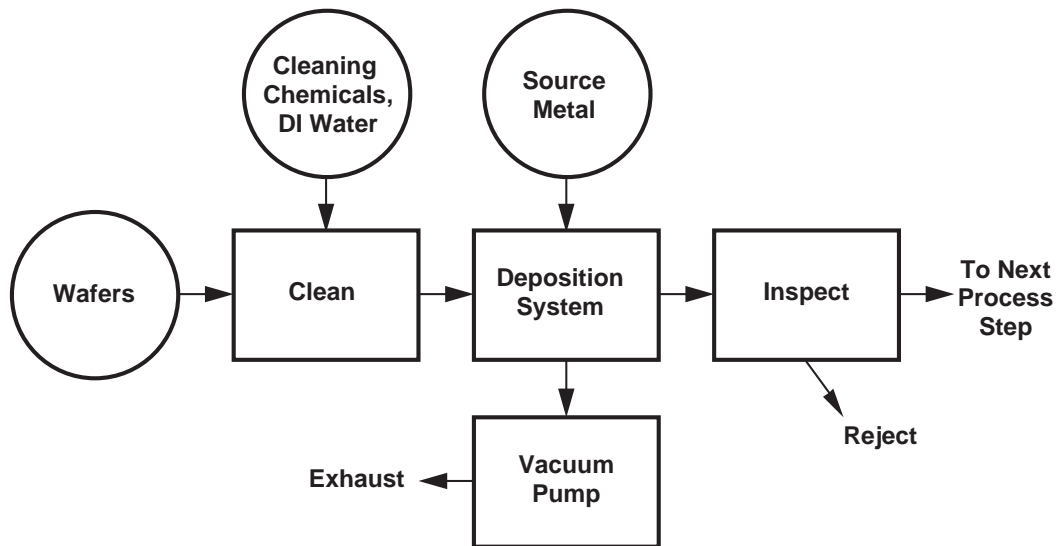 Cleaning
Chemicals,
DI Water
Source
Metal
Wafers
Clean
Deposition
System
Inspect
To Next
Process
Step
Reject
Exhaust
Vacuum
Pump